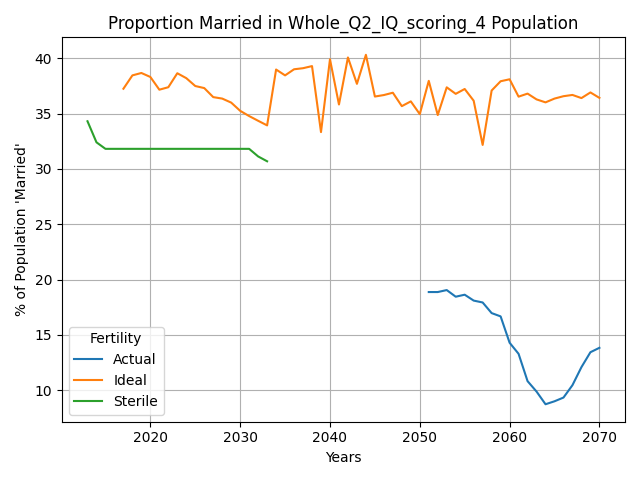 Proportion Married in Whole_Q2_IQ_scoring_4 Population
% of Population 'Married'
40
35
30
25
20
15
10
Fertility
Actual
Ideal
Sterile
2020 2030 2040 2050 2060 2070
Years